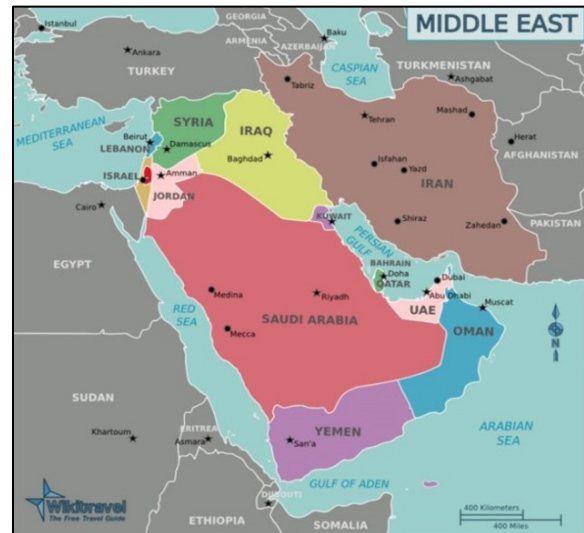 MIDDLE EAST
GEORGIA
Istanbul
Baku
ARMENIA
AZERBAIJAN
Ankara
TURKEY
CASPIAN
SEA
TURKMENISTAN
Ashgabat
Tabriz
Mashad
Tehran
MEDITERRANEAN
SEA
SYRIA
IRAQ
Beirut
LEBANON
Damascus
Baghdad
Herat
AFGHANISTAN
Isfahan
Yazd
IRAN
ISRAEL
Amman
JORDAN
Cairo
KUWAIT
Shiraz
Zahedan
PAKISTAN
PERSIAN
GULF
EGYPT
BAHRAIN
Doha
QATAR
Dubai
Abu Dhabi
UAE
Muscat
OMAN
Medina
Riyadh
RED
SEA
SAUDI ARABIA
Mecca
N
SUDAN
Khartoum
ERITREA
Asmara
YEMEN
San'a
ARABIAN
SEA
GULF OF ADEN
DJIBOUTI
Wikitravel
The Free Travel Guide
ETHIOPIA
SOMALIA
400 Kilometers
400 Miles